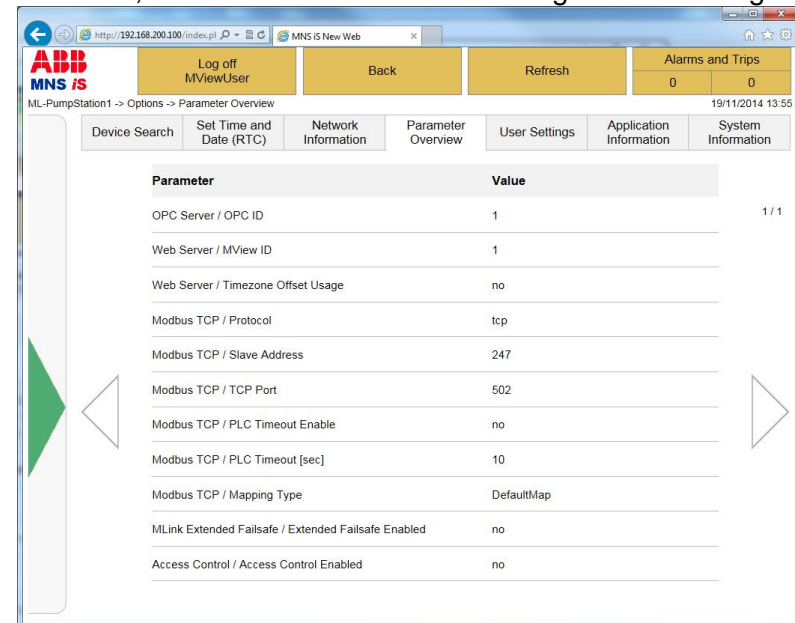 http://192.168.200.100/index.pl MNS iS New Web ×
ABB
MNS iS
Log off
MViewUser
Back
Refresh
Alarms and Trips
0 0
ML-PumpStation1 -> Options -> Parameter Overview 19/11/2014 13:55
Device Search
Set Time and
Date (RTC)
Network
Information
Parameter
Overview
User Settings
Application
Information
System
Information
Parameter Value
1 / 1
OPC Server / OPC ID 1
Web Server / MView ID 1
Web Server / Timezone Offset Usage no
Modbus TCP / Protocol tcp
Modbus TCP / Slave Address 247
Modbus TCP / TCP Port 502
Modbus TCP / PLC Timeout Enable no
Modbus TCP / PLC Timeout [sec] 10
Modbus TCP / Mapping Type DefaultMap
MLink Extended Failsafe / Extended Failsafe Enabled no
Access Control / Access Control Enabled no